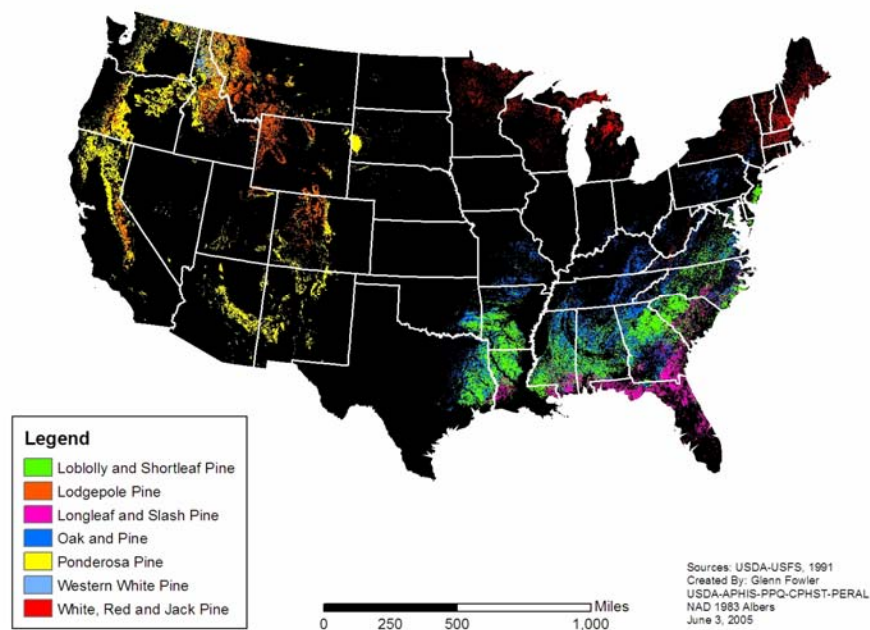 Legend
Loblolly and Shortleaf Pine
Lodgepole Pine
Longleaf and Slash Pine
Oak and Pine
Ponderosa Pine
Western White Pine
White, Red and Jack Pine
Miles
0 250 500 1,000
Sources: USDA-USFS, 1991
Created By: Glenn Fowler
USDA-APHIS-PPQ-CPHST-PERAL
NAD 1983 Albers
June 3, 2005